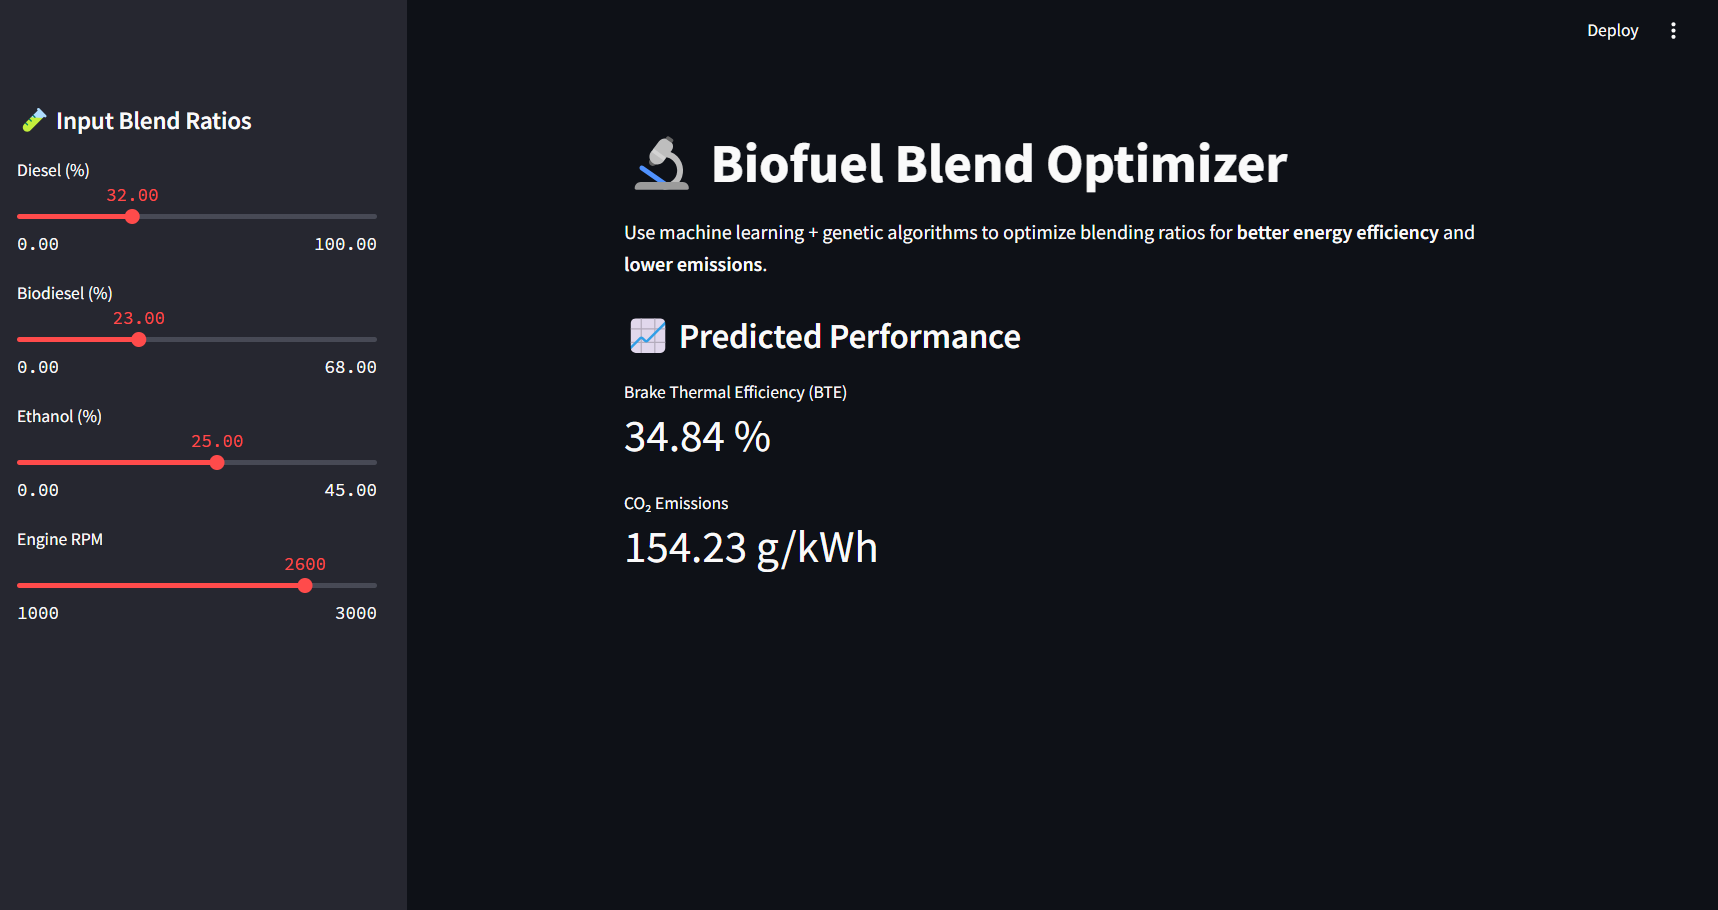 Deploy
Input Blend Ratios
Diesel (%)
32.00
0.00 100.00
Biodiesel (%)
23.00
0.00 68.00
Ethanol (%)
25.00
0.00 45.00
Engine RPM
2600
1000 3000
Biofuel Blend Optimizer
Use machine learning + genetic algorithms to optimize blending ratios for better energy efficiency and
lower emissions.
Predicted Performance
Brake Thermal Efficiency (BTE)
34.84 %
CO₂ Emissions
154.23 g/kWh